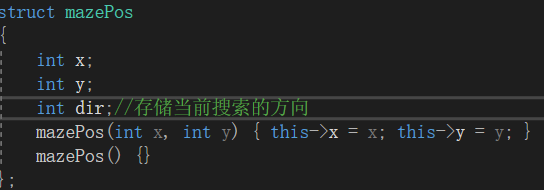 struct mazePos
{
int x;
int y;
int dir;//存储当前搜索的方向
mazePos(int x, int y) { this->x = x; this->y = y; }
mazePos() {}
};